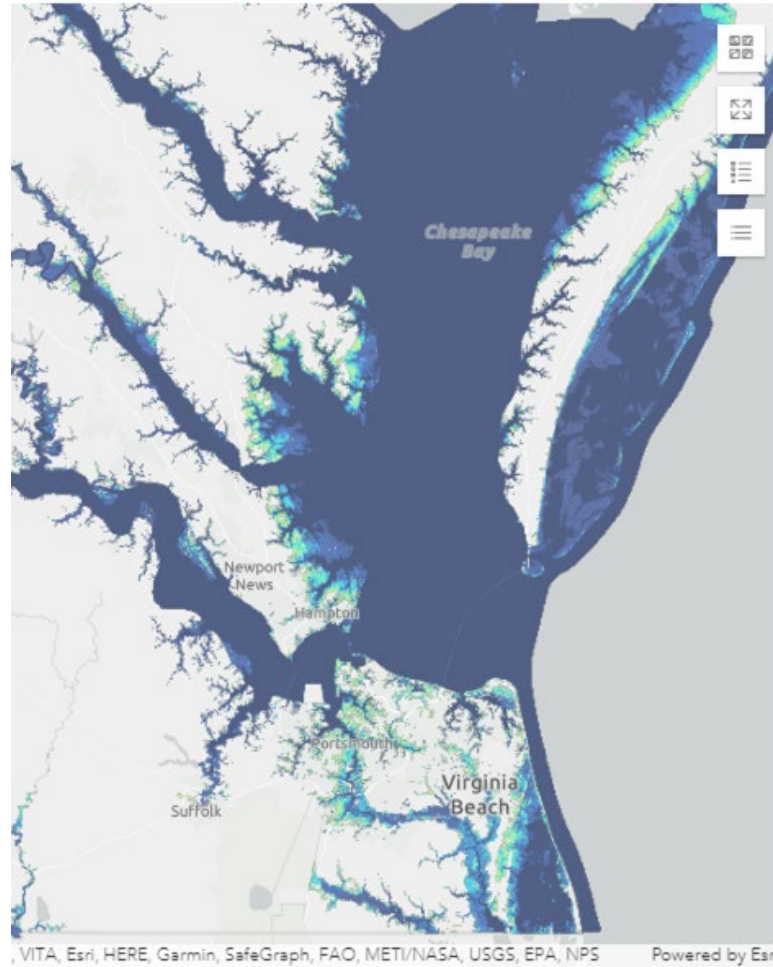 Chesapeake
Bay
Newport
News
Hampton
Portsmouth
Virginia
Beach
Suffolk
, VITA, Esri, HERE, Garmin, SafeGraph, FAO, METI/NASA, USGS, EPA, NPS Powered by Esr